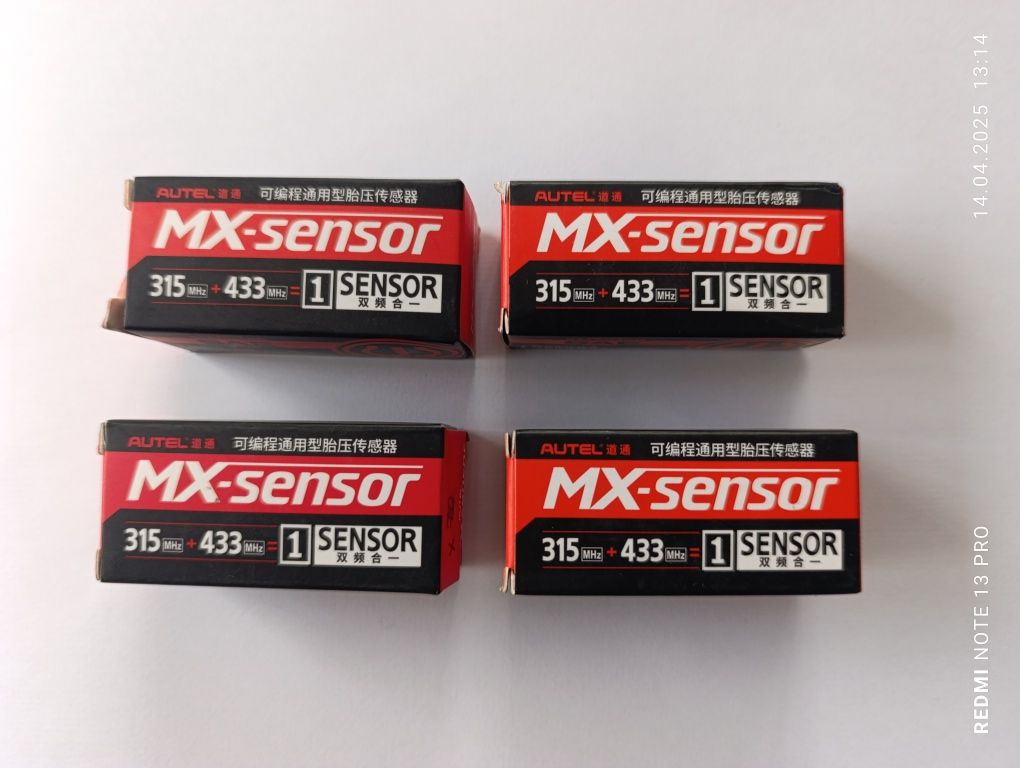 AUTEL 道通 可编程通用型胎压传感器
MX-sensor
315 MHz + 433 MHz = 1 SENSOR
双频合一
AUTEL 道通 可编程通用型胎压传感器
MX-sensor
315 MHz + 433 MHz = 1 SENSOR
双频合一
AUTEL 道通 可编程通用型胎压传感器
MX-sensor
315 MHz + 433 MHz = 1 SENSOR
双频合一
AUTEL 道通 可编程通用型胎压传感器
MX-sensor
315 MHz + 433 MHz = 1 SENSOR
双频合一
14.04.2025 13:14
REDMI NOTE 13 PRO